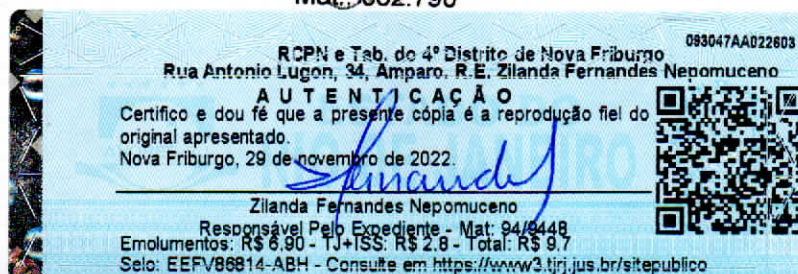 093047AA022603
RCPN e Tab. do 4º Distrito de Nova Friburgo
Rua Antonio Lugon, 34, Amparo. R.E. Zilanda Fernandes Nepomuceno
AUTENTICAÇÃO
Certifico e dou fé que a presente cópia é a reprodução fiel do
original apresentado.
Nova Friburgo, 29 de novembro de 2022.
Zilanda Fernandes Nepomuceno
Responsável Pelo Expediente - Mat: 94/9448
Emolumentos: R$ 6,90 - TJ+ISS: R$ 2,8 - Total: R$ 9,7
Selo: EEFV86814-ABH - Consulte em https://www3.tjrj.jus.br/sitepublico